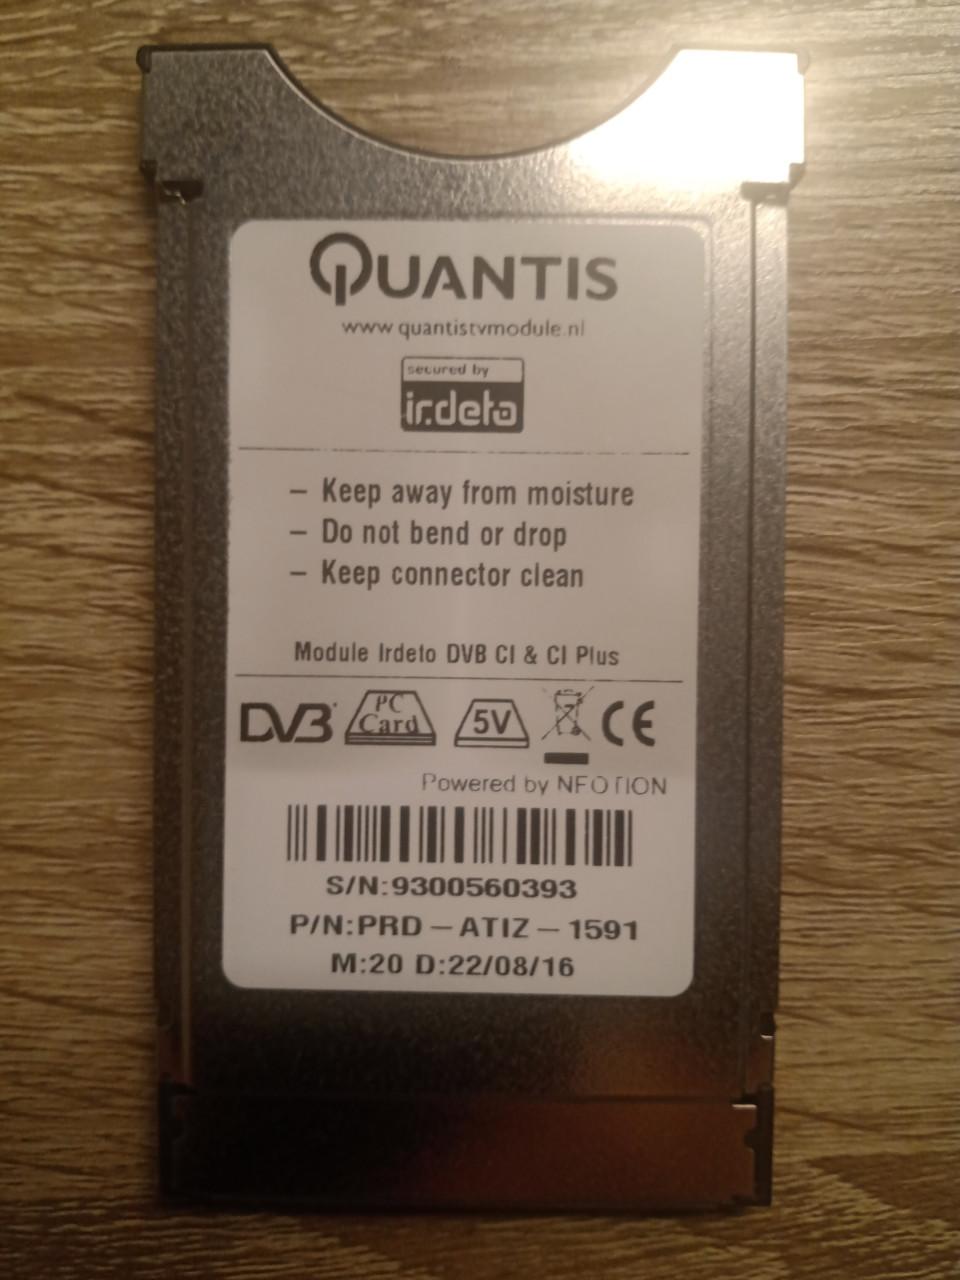 QUANTIS
www.quantistvmodule.nl
secured by
irdeto
– Keep away from moisture
– Do not bend or drop
– Keep connector clean
Module Irdeto DVB CI & CI Plus
DVB PC Card 5V CE
Powered by NEOTION
S/N:9300560393
P/N:PRD – ATIZ – 1591
M:20 D:22/08/16